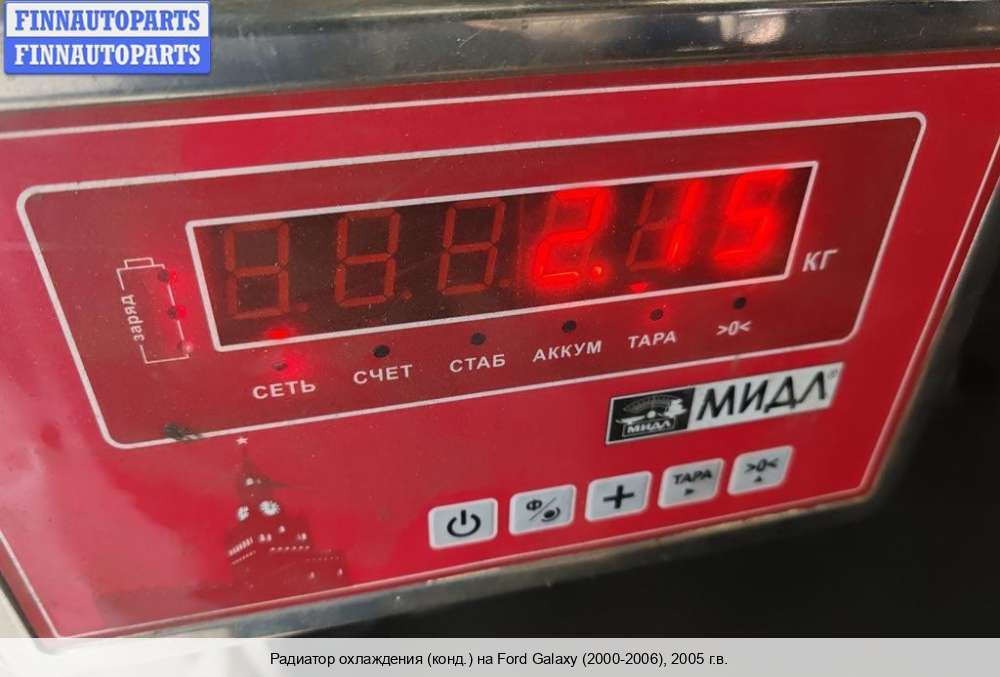 FINNAUTOPARTS
FINNAUTOPARTS
2.15
КГ
заряд
СЕТЬ СЧЕТ СТАБ АККУМ ТАРА >0<
МИДЛ МИДЛ®
Ф/ + ТАРА >0<
Радиатор охлаждения (конд.) на Ford Galaxy (2000-2006), 2005 г.в.